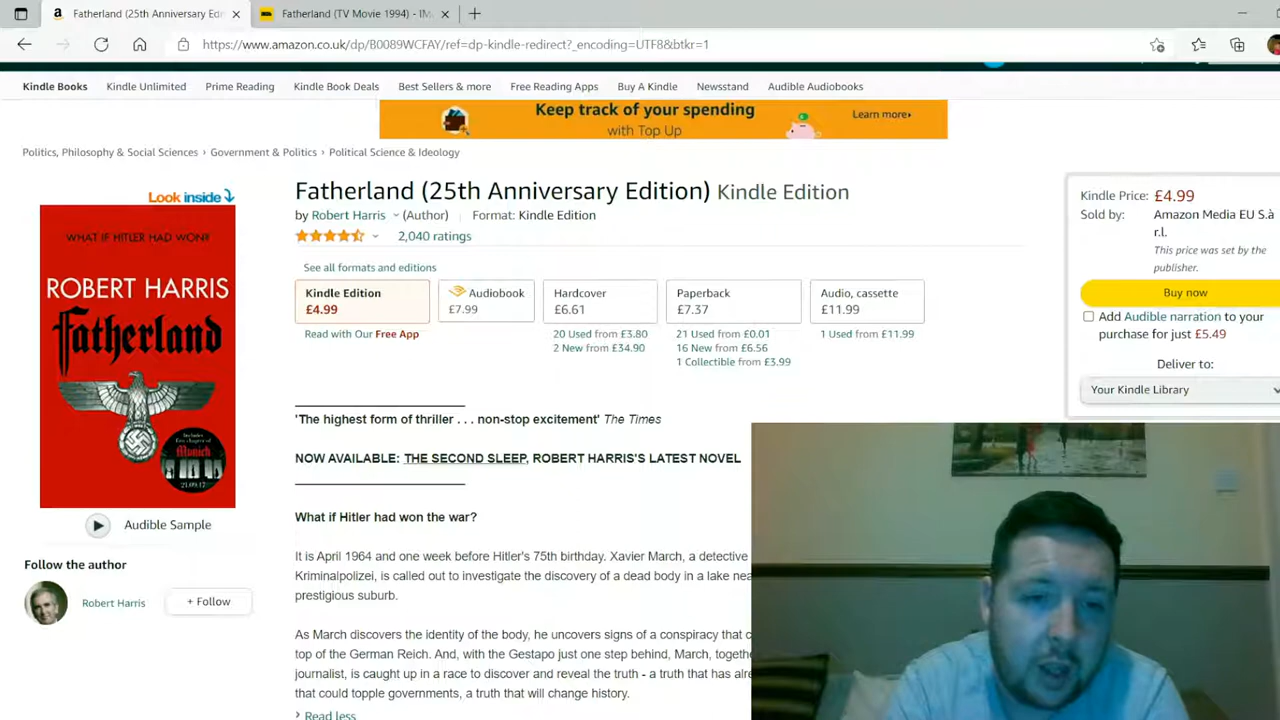 Fatherland (25th Anniversary Edi
Fatherland (TV Movie 1994) - IM
https://www.amazon.co.uk/dp/B0089WCFAY/ref=dp-kindle-redirect?_encoding=UTF8&btkr=1
Kindle Books Kindle Unlimited Prime Reading Kindle Book Deals Best Sellers & more Free Reading Apps Buy A Kindle Newsstand Audible Audiobooks
Keep track of your spending
with Top Up
Learn more
Politics, Philosophy & Social Sciences › Government & Politics › Political Science & Ideology
Look inside
WHAT IF HITLER HAD WON?
ROBERT HARRIS
Fatherland
Includes
first chapter of
Munich
21.09.17
Audible Sample
Follow the author
Robert Harris
+ Follow
Fatherland (25th Anniversary Edition) Kindle Edition
by Robert Harris (Author) Format: Kindle Edition
2,040 ratings
See all formats and editions
Kindle Edition
£4.99
Read with Our Free App
Audiobook
£7.99
Hardcover
£6.61
20 Used from £3.80
2 New from £34.90
Paperback
£7.37
21 Used from £0.01
16 New from £6.56
1 Collectible from £3.99
Audio, cassette
£11.99
1 Used from £11.99
'The highest form of thriller . . . non-stop excitement' The Times
NOW AVAILABLE: THE SECOND SLEEP, ROBERT HARRIS'S LATEST NOVEL
What if Hitler had won the war?
It is April 1964 and one week before Hitler's 75th birthday. Xavier March, a detective
Kriminalpolizei, is called out to investigate the discovery of a dead body in a lake nea
prestigious suburb.
As March discovers the identity of the body, he uncovers signs of a conspiracy that c
top of the German Reich. And, with the Gestapo just one step behind, March, togeth
journalist, is caught up in a race to discover and reveal the truth - a truth that has alr
that could topple governments, a truth that will change history.
Read less
Kindle Price: £4.99
Sold by: Amazon Media EU S.à
r.l.
This price was set by the
publisher.
Buy now
Add Audible narration to your
purchase for just £5.49
Deliver to:
Your Kindle Library